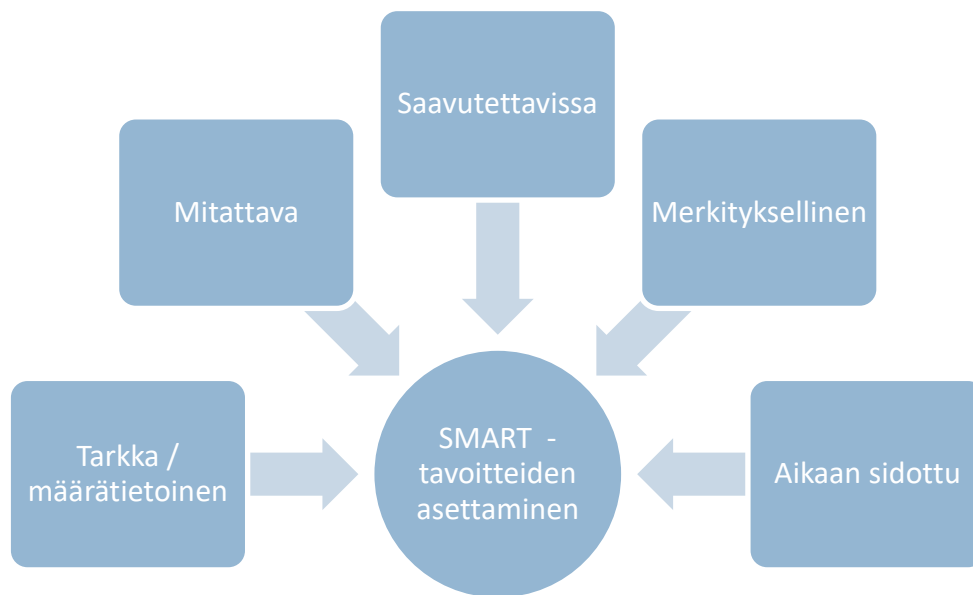 Saavutettavissa
Mitattava
Merkityksellinen
Tarkka /
määrätietoinen
SMART -
tavoitteiden
asettaminen
Aikaan sidottu